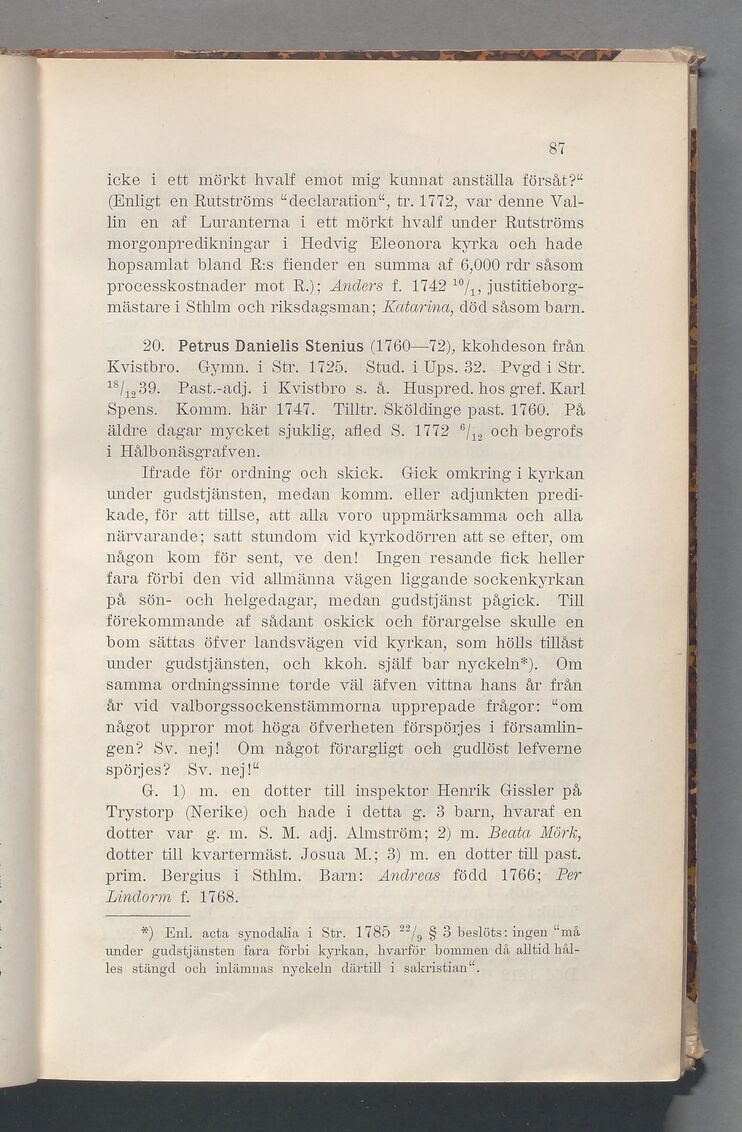 87
icke i ett mörkt hvalf emot mig kunnat anställa försåt?“
(Enligt en Rutströms “declaration“, tr. 1772, var denne Val-
lin en af Luranterna i ett mörkt hvalf under Rutströms
morgonpredikningar i Hedvig Eleonora kyrka och hade
hopsamlat bland R:s fiender en summa af 6,000 rdr såsom
processkostnader mot R.); Anders f. 1742 ¹⁰/₁, justitieborg-
mästare i Sthlm och riksdagsman; Katarina, död såsom barn.
20. Petrus Danielis Stenius (1760—72), kkohdeson från
Kvistbro. Gymn. i Str. 1725. Stud. i Ups. 32. Pvgd i Str.
¹⁸/₁₂39. Past.-adj. i Kvistbro s. å. Huspred. hos gref. Karl
Spens. Komm. här 1747. Tilltr. Sköldinge past. 1760. På
äldre dagar mycket sjuklig, afled S. 1772 ⁶/₁₂ och begrofs
i Hålbonäsgrafven.
Ifrade för ordning och skick. Gick omkring i kyrkan
under gudstjänsten, medan komm. eller adjunkten predi-
kade, för att tillse, att alla voro uppmärksamma och alla
närvarande; satt stundom vid kyrkodörren att se efter, om
någon kom för sent, ve den! Ingen resande fick heller
fara förbi den vid allmänna vägen liggande sockenkyrkan
på sön- och helgedagar, medan gudstjänst pågick. Till
förekommande af sådant oskick och förargelse skulle en
bom sättas öfver landsvägen vid kyrkan, som hölls tillåst
under gudstjänsten, och kkoh. själf bar nyckeln*). Om
samma ordningssinne torde väl äfven vittna hans år från
år vid valborgssockenstämmorna upprepade frågor: “om
något uppror mot höga öfverheten förspörjes i församlin-
gen? Sv. nej! Om något förargligt och gudlöst lefverne
spörjes? Sv. nej!“
G. 1) m. en dotter till inspektor Henrik Gissler på
Trystorp (Nerike) och hade i detta g. 3 barn, hvaraf en
dotter var g. m. S. M. adj. Almström; 2) m. Beata Mörk,
dotter till kvartermäst. Josua M.; 3) m. en dotter till past.
prim. Bergius i Sthlm. Barn: Andreas född 1766; Per
Lindorm f. 1768.
*) Enl. acta synodalia i Str. 1785 ²²/₉ § 3 beslöts: ingen “må
under gudstjänsten fara förbi kyrkan, hvarför bommen då alltid hål-
les stängd och inlämnas nyckeln därtill i sakristian“.